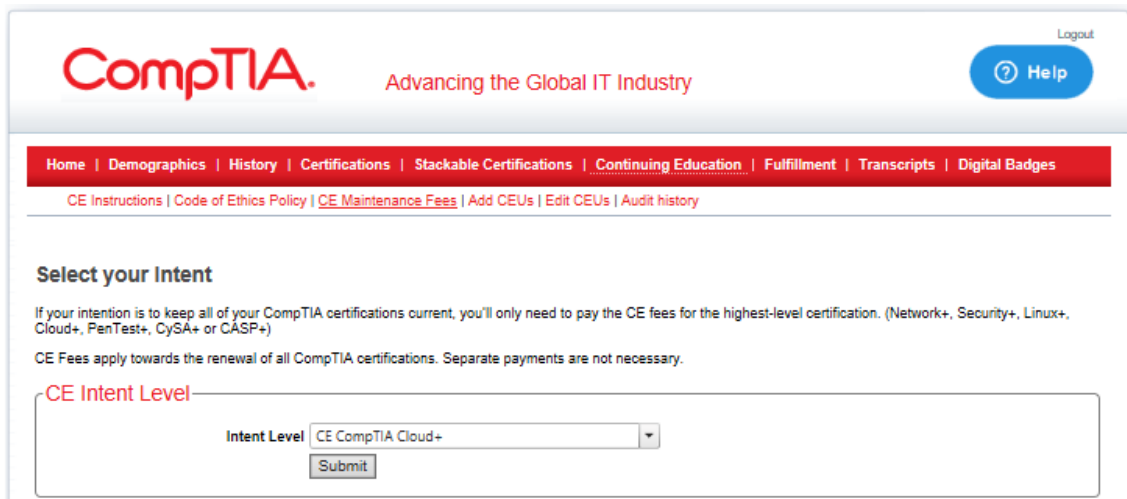 Logout
CompTIA.
Advancing the Global IT Industry
? Help
Home | Demographics | History | Certifications | Stackable Certifications | Continuing Education | Fulfillment | Transcripts | Digital Badges
CE Instructions | Code of Ethics Policy | CE Maintenance Fees | Add CEUs | Edit CEUs | Audit history
Select your Intent
If your intention is to keep all of your CompTIA certifications current, you'll only need to pay the CE fees for the highest-level certification. (Network+, Security+, Linux+,
Cloud+, PenTest+, CySA+ or CASP+)
CE Fees apply towards the renewal of all CompTIA certifications. Separate payments are not necessary.
CE Intent Level
Intent Level CE CompTIA Cloud+
Submit